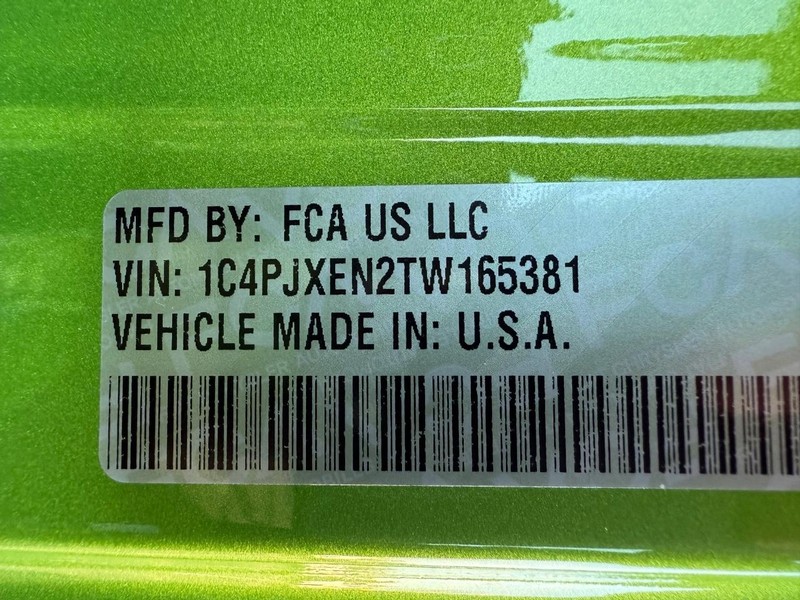 MFD BY: FCA US LLC
VIN: 1C4PJXEN2TW165381
VEHICLE MADE IN: U.S.A.